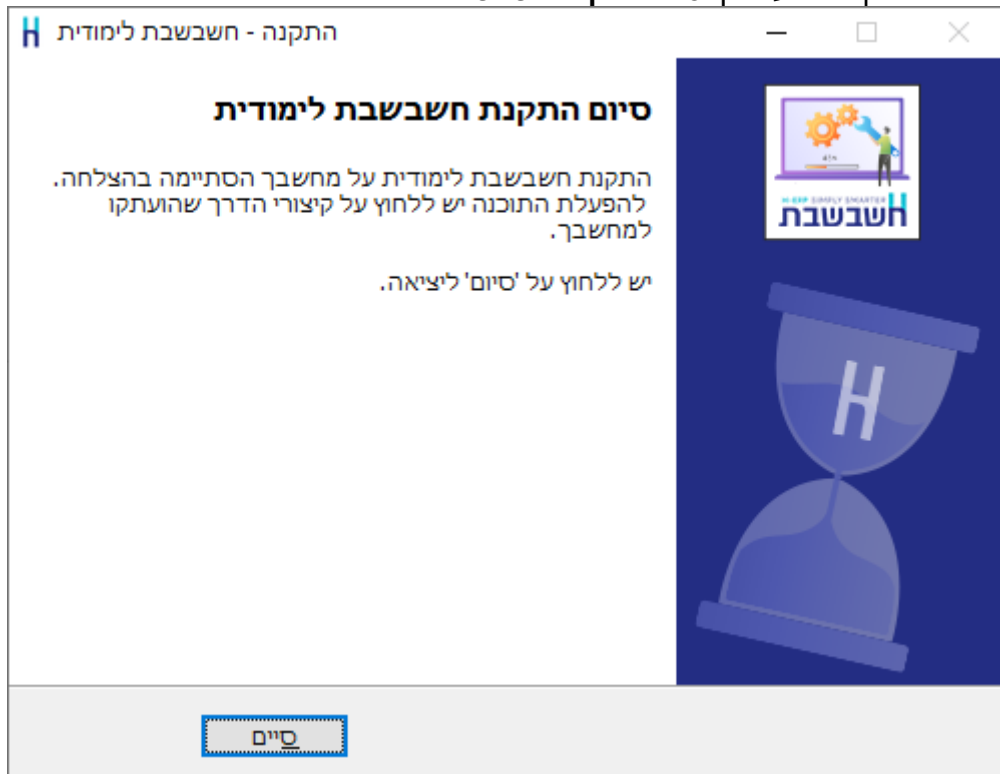 התקנה - חשבשבת לימודית
סיום התקנת חשבשבת לימודית
התקנת חשבשבת לימודית על מחשבך הסתיימה בהצלחה.
להפעלת התוכנה יש ללחוץ על קיצורי הדרך שהועתקו
למחשבך.
יש ללחוץ על 'סיום' ליציאה.
H-ERP SIMPLY SMARTER
חשבשבת
H
סיים